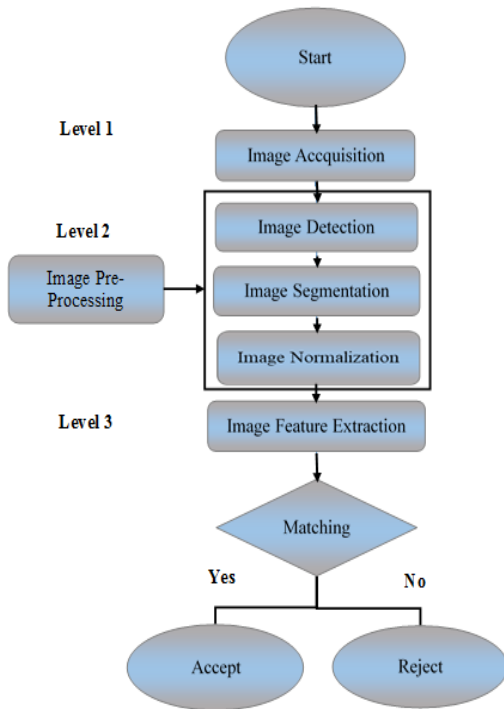 Start
Level 1
Image Accquisition
Level 2
Image Detection
Image Pre-
Processing
Image Segmentation
Image Normalization
Level 3
Image Feature Extraction
Matching
Yes
No
Accept
Reject